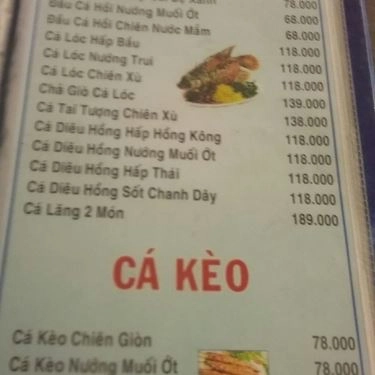 Xanh 78.000
Đầu Cá Hồi Nướng Muối Ớt 68.000
Đầu Cá Hồi Chiên Nước Mắm 68.000
Cá Lóc Hấp Bầu 118.000
Cá Lóc Nướng Trui 118.000
Cá Lóc Chiên Xù 118.000
Chả Giò Cá Lóc 139.000
Cá Tai Tượng Chiên Xù 138.000
Cá Diêu Hồng Hấp Hồng Kông 118.000
Cá Diêu Hồng Nướng Muối Ớt 118.000
Cá Diêu Hồng Hấp Thái 118.000
Cá Diêu Hồng Sốt Chanh Dây 118.000
Cá Lăng 2 Món 189.000
CÁ KÈO
Cá Kèo Chiên Giòn 78.000
Cá Kèo Nướng Muối Ớt 78.000